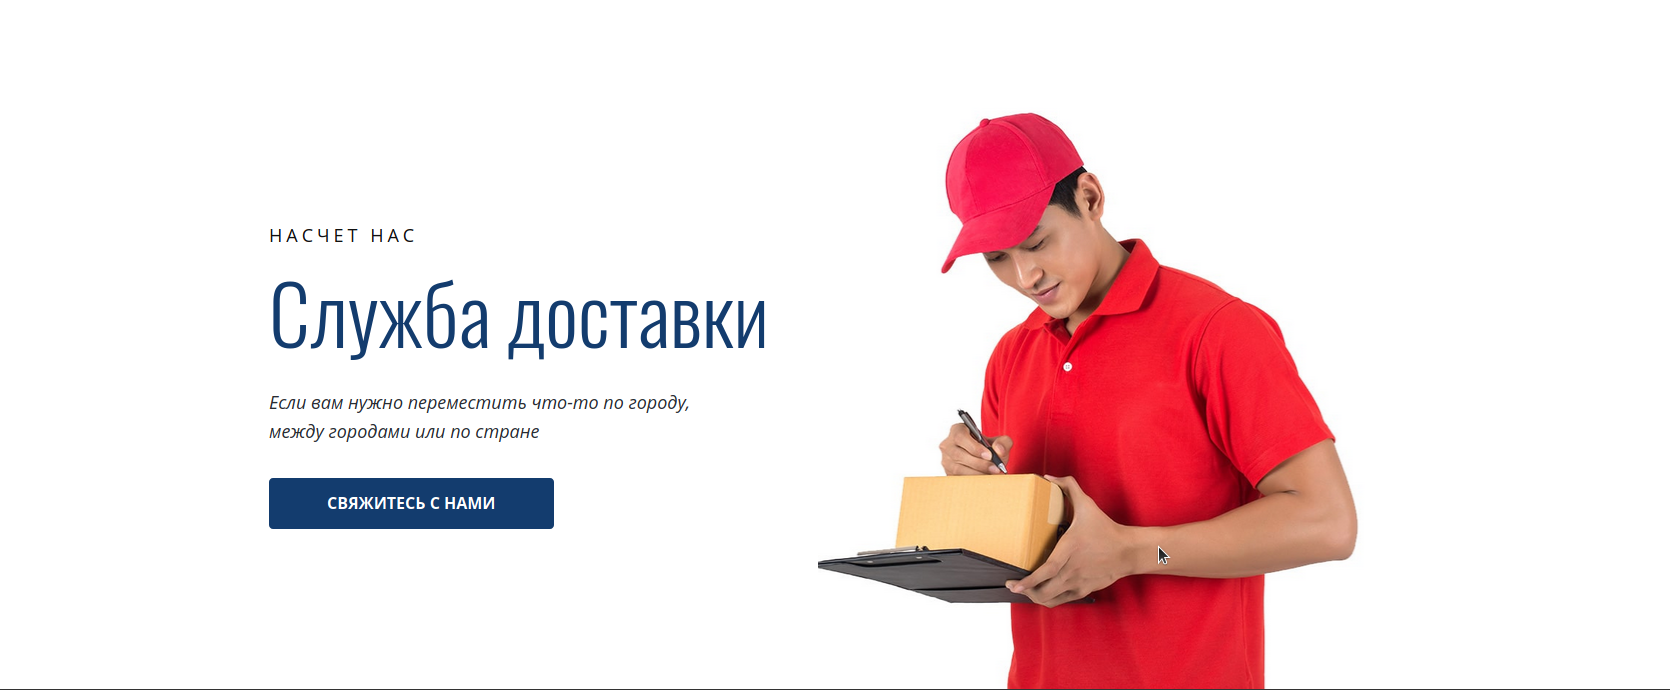 НАСЧЕТ НАС
Служба доставки
Если вам нужно переместить что-то по городу,
между городами или по стране
СВЯЖИТЕСЬ С НАМИ